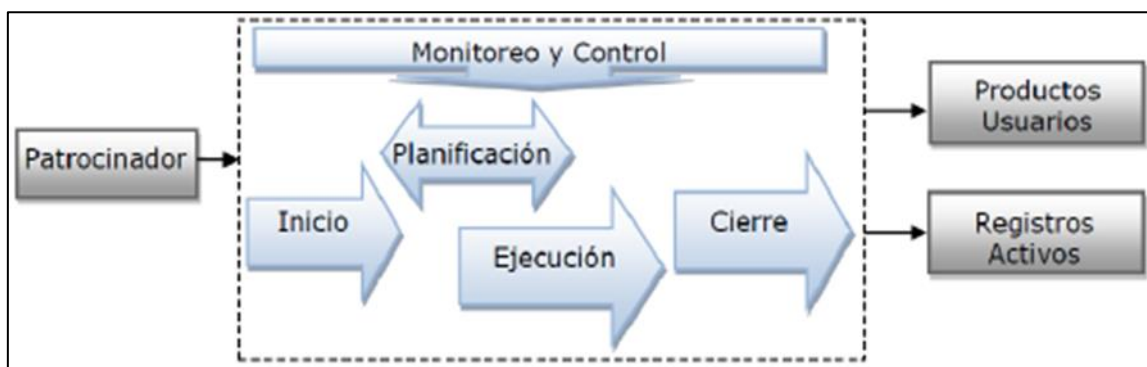 Monitoreo y Control
Patrocinador
Planificación
Inicio
Ejecución
Cierre
Productos
Usuarios
Registros
Activos